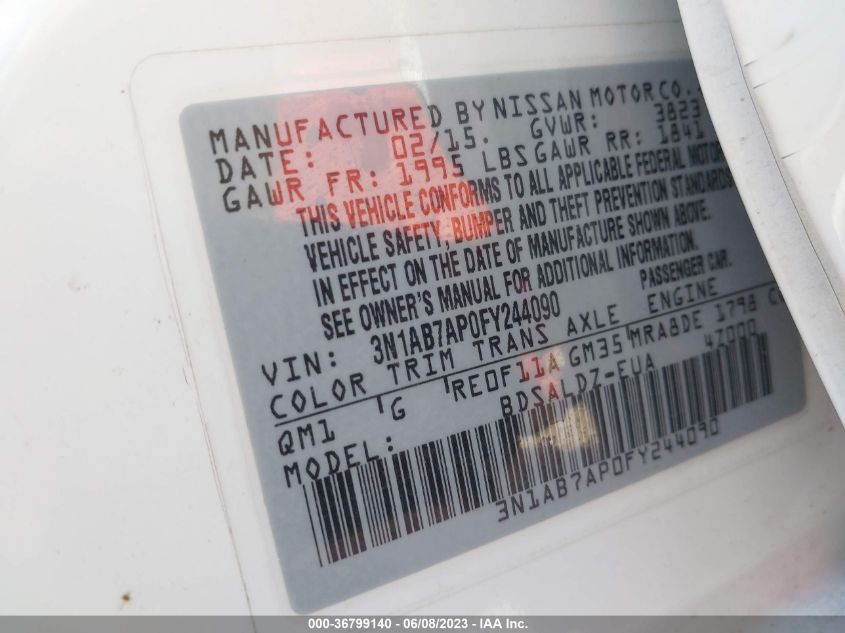 MANUFACTURED BY NISSAN MOTOR CO.
DATE: 02/15. GVWR: 3823
GAWR FR: 1995 LBS GAWR RR: 1841
THIS VEHICLE CONFORMS TO ALL APPLICABLE FEDERAL MOTOR
VEHICLE SAFETY, BUMPER AND THEFT PREVENTION STANDARDS
IN EFFECT ON THE DATE OF MANUFACTURE SHOWN ABOVE.
SEE OWNER'S MANUAL FOR ADDITIONAL INFORMATION.
VIN: 3N1AB7AP0FY244090 PASSENGER CAR.
COLOR TRIM TRANS AXLE ENGINE
QM1 G RE0F11A GM35 MRA8DE 1798 C
MODEL: BDSALDZ-EUA 47000
3N1AB7AP0FY244090
000-36799140 - 06/08/2023 - IAA Inc.